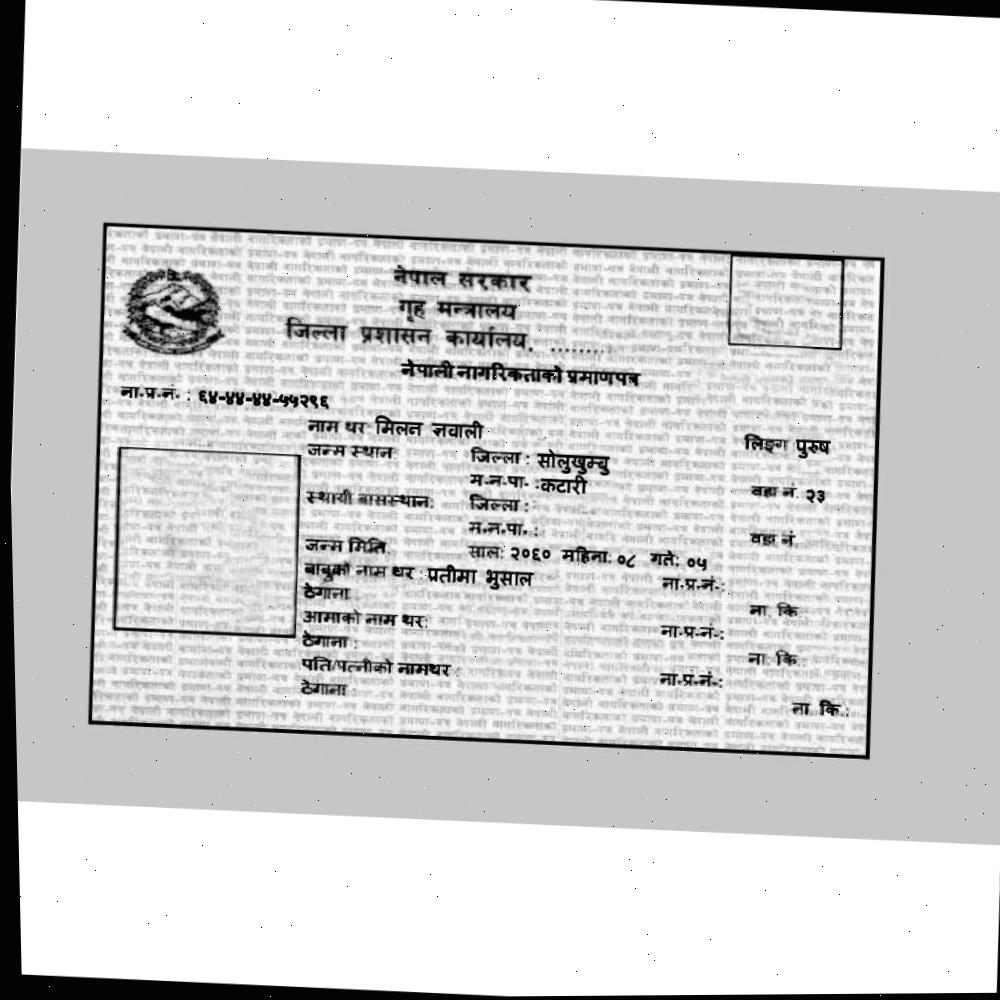 नेपाल सरकार
गृह मन्त्रालय
जिल्ला प्रशासन कार्यालय, ........
नेपाली नागरिकताको प्रमाणपत्र
ना.प्र.नं. : ६४-४४-४४-५५२९६
नाम थर मिलन ज्ञवाली लिङ्ग पुरुष
जन्म स्थान: जिल्ला : सोलुखुम्बु
म.न.पा. :कटारी वडा नं. २३
स्थायी बासस्थान: जिल्ला :
म.न.पा. : वडा नं.
जन्म मिति: साल: २०६० महिना: ०८ गते: ०५
बाबुको नाम थर : प्रतीमा भुसाल ना.प्र.नं.:
ठेगाना : ना. कि.:
आमाको नाम थर: ना.प्र.नं.:
ठेगाना : ना. कि.:
पति/पत्नीको नामथर : ना.प्र.नं.:
ठेगाना : ना. कि.: